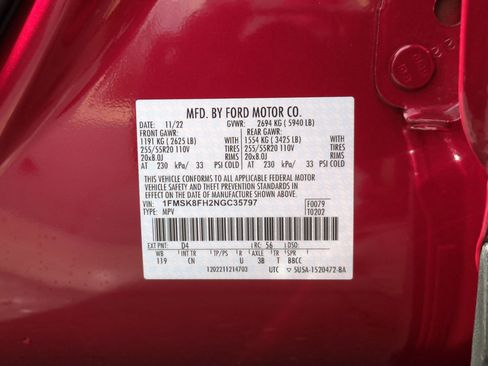 MFD. BY FORD MOTOR CO.
DATE: 11/22 GVWR: 2694 KG ( 5940 LB)
FRONT GAWR: REAR GAWR:
1191 KG ( 2625 LB) WITH 1554 KG ( 3425 LB) WITH
255/55R20 110V TIRES 255/55R20 110V TIRES
20x8.0J RIMS 20x8.0J RIMS
AT 230 kPa/ 33 PSI COLD AT 230 kPa/ 33 PSI COLD
THIS VEHICLE CONFORMS TO ALL APPLICABLE FEDERAL MOTOR
VEHICLE SAFETY AND THEFT PREVENTION STANDARDS IN
EFFECT ON THE DATE OF MANUFACTURE SHOWN ABOVE.
VIN: 1FMSK8FH2NGC35797 F0079
TYPE: MPV T0202
EXT PNT: D4 RC: 56 DSO:
WB INT TR TP/PS R AXLE TR SPR
119 CN U 3B T BBCC
1202211214703 UTC 5USA-1520472-BA